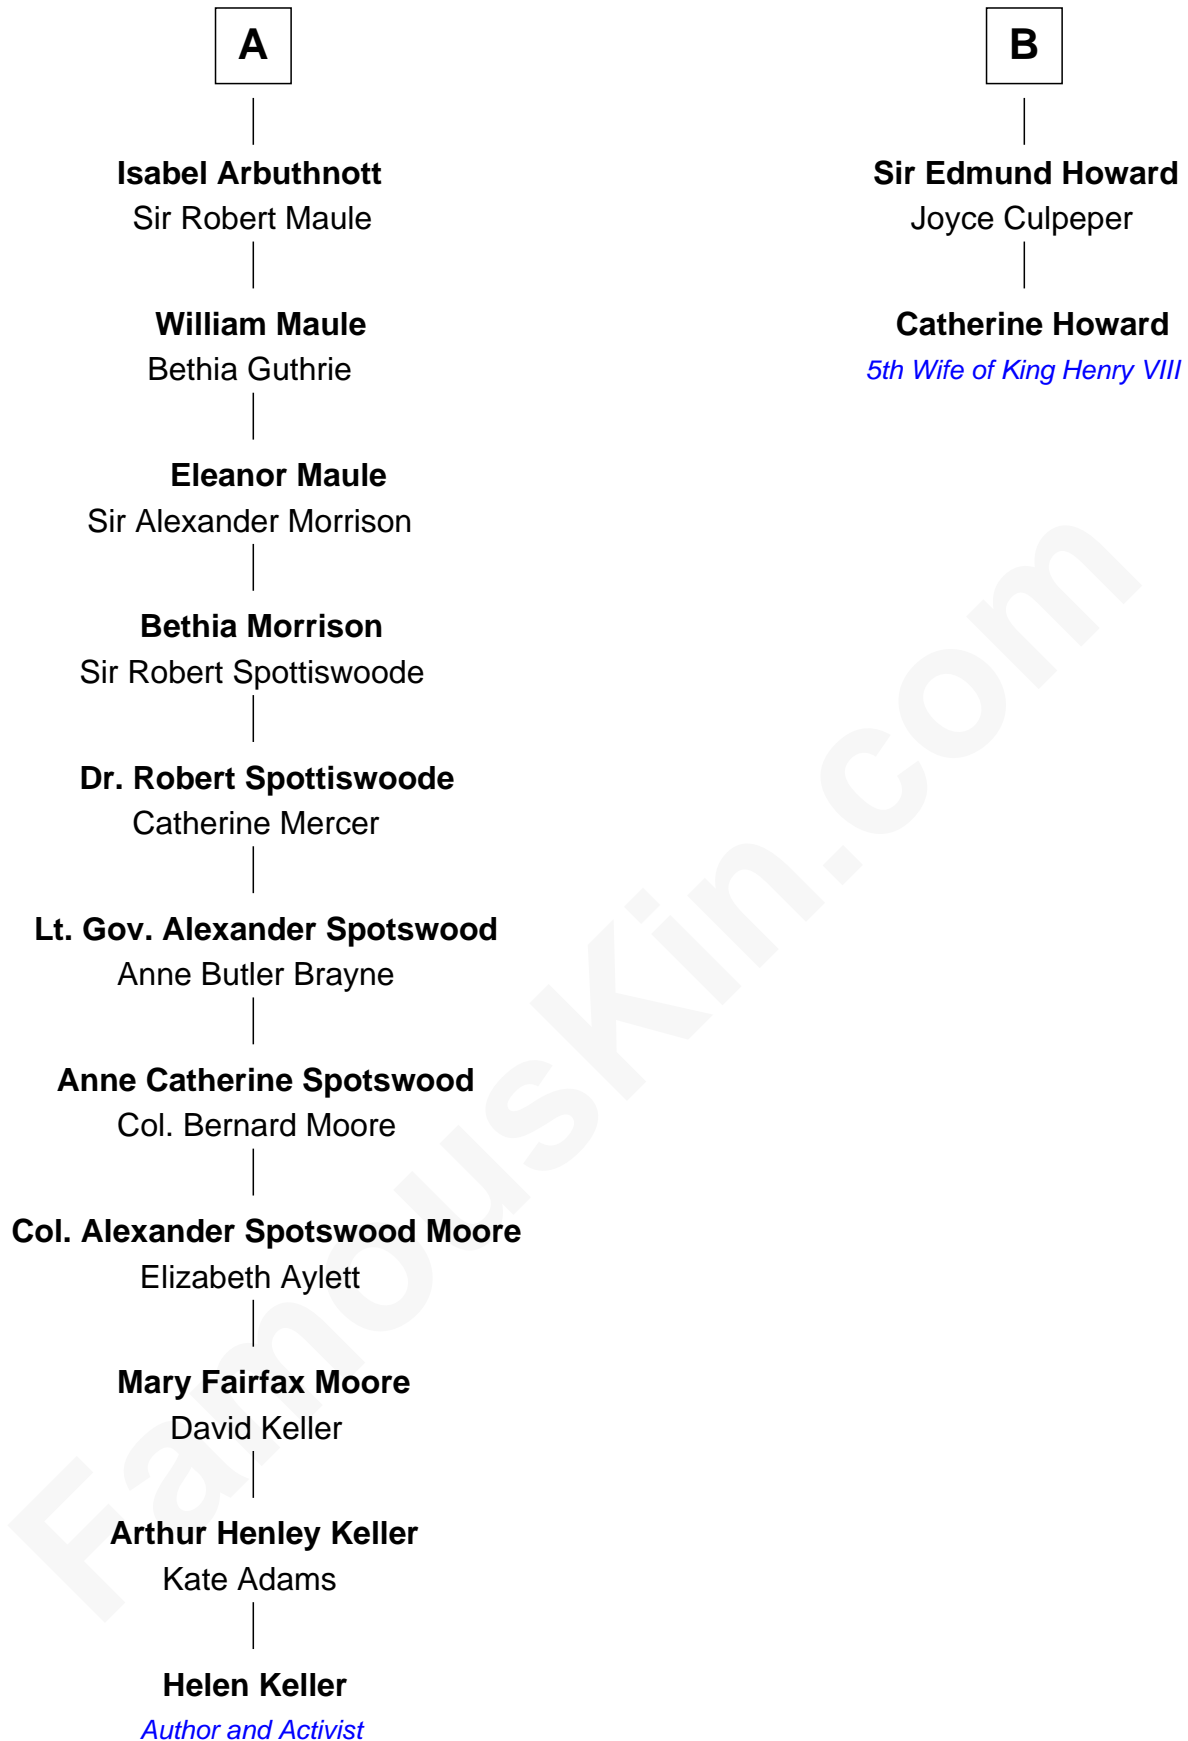 A
Isabel Arbuthnott
Sir Robert Maule
William Maule
Bethia Guthrie
Eleanor Maule
Sir Alexander Morrison
Bethia Morrison
Sir Robert Spottiswoode
Dr. Robert Spottiswoode
Catherine Mercer
Lt. Gov. Alexander Spotswood
Anne Butler Brayne
Anne Catherine Spotswood
Col. Bernard Moore
Col. Alexander Spotswood Moore
Elizabeth Aylett
Mary Fairfax Moore
David Keller
Arthur Henley Keller
Kate Adams
Helen Keller
Author and Activist
B
Sir Edmund Howard
Joyce Culpeper
Catherine Howard
5th Wife of King Henry VIII
FamousKin.com